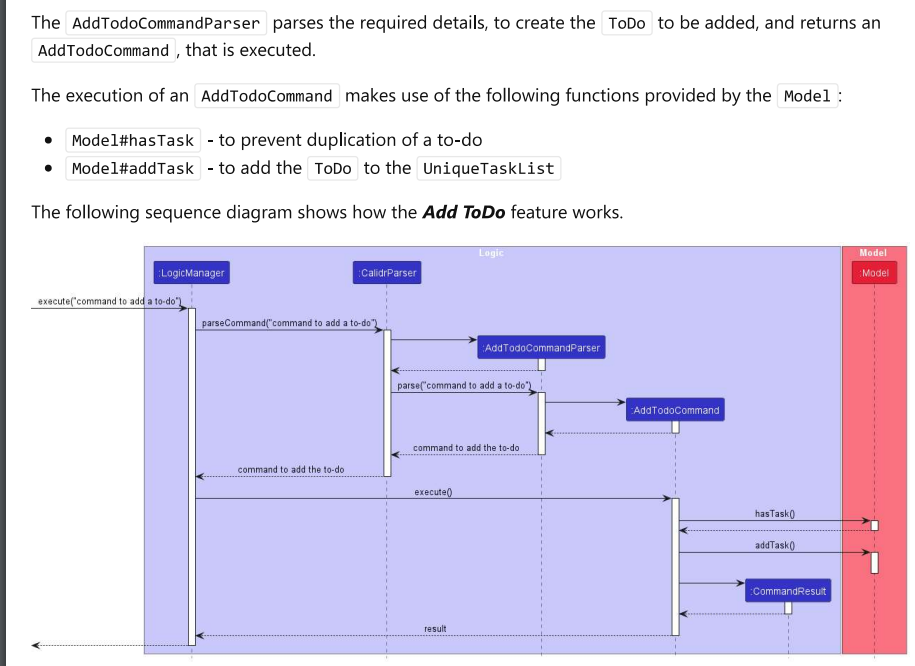 The AddTodoCommandParser parses the required details, to create the ToDo to be added, and returns an
AddTodoCommand, that is executed.
The execution of an AddTodoCommand makes use of the following functions provided by the Model:
• Model#hasTask - to prevent duplication of a to-do
• Model#addTask - to add the ToDo to the UniqueTaskList
The following sequence diagram shows how the Add ToDo feature works.
Logic
Model
:LogicManager
:CalidrParser
:Model
execute("command to add a to-do")
parseCommand("command to add a to-do")
:AddTodoCommandParser
parse("command to add a to-do")
:AddTodoCommand
command to add the to-do
command to add the to-do
execute()
hasTask()
addTask()
:CommandResult
result